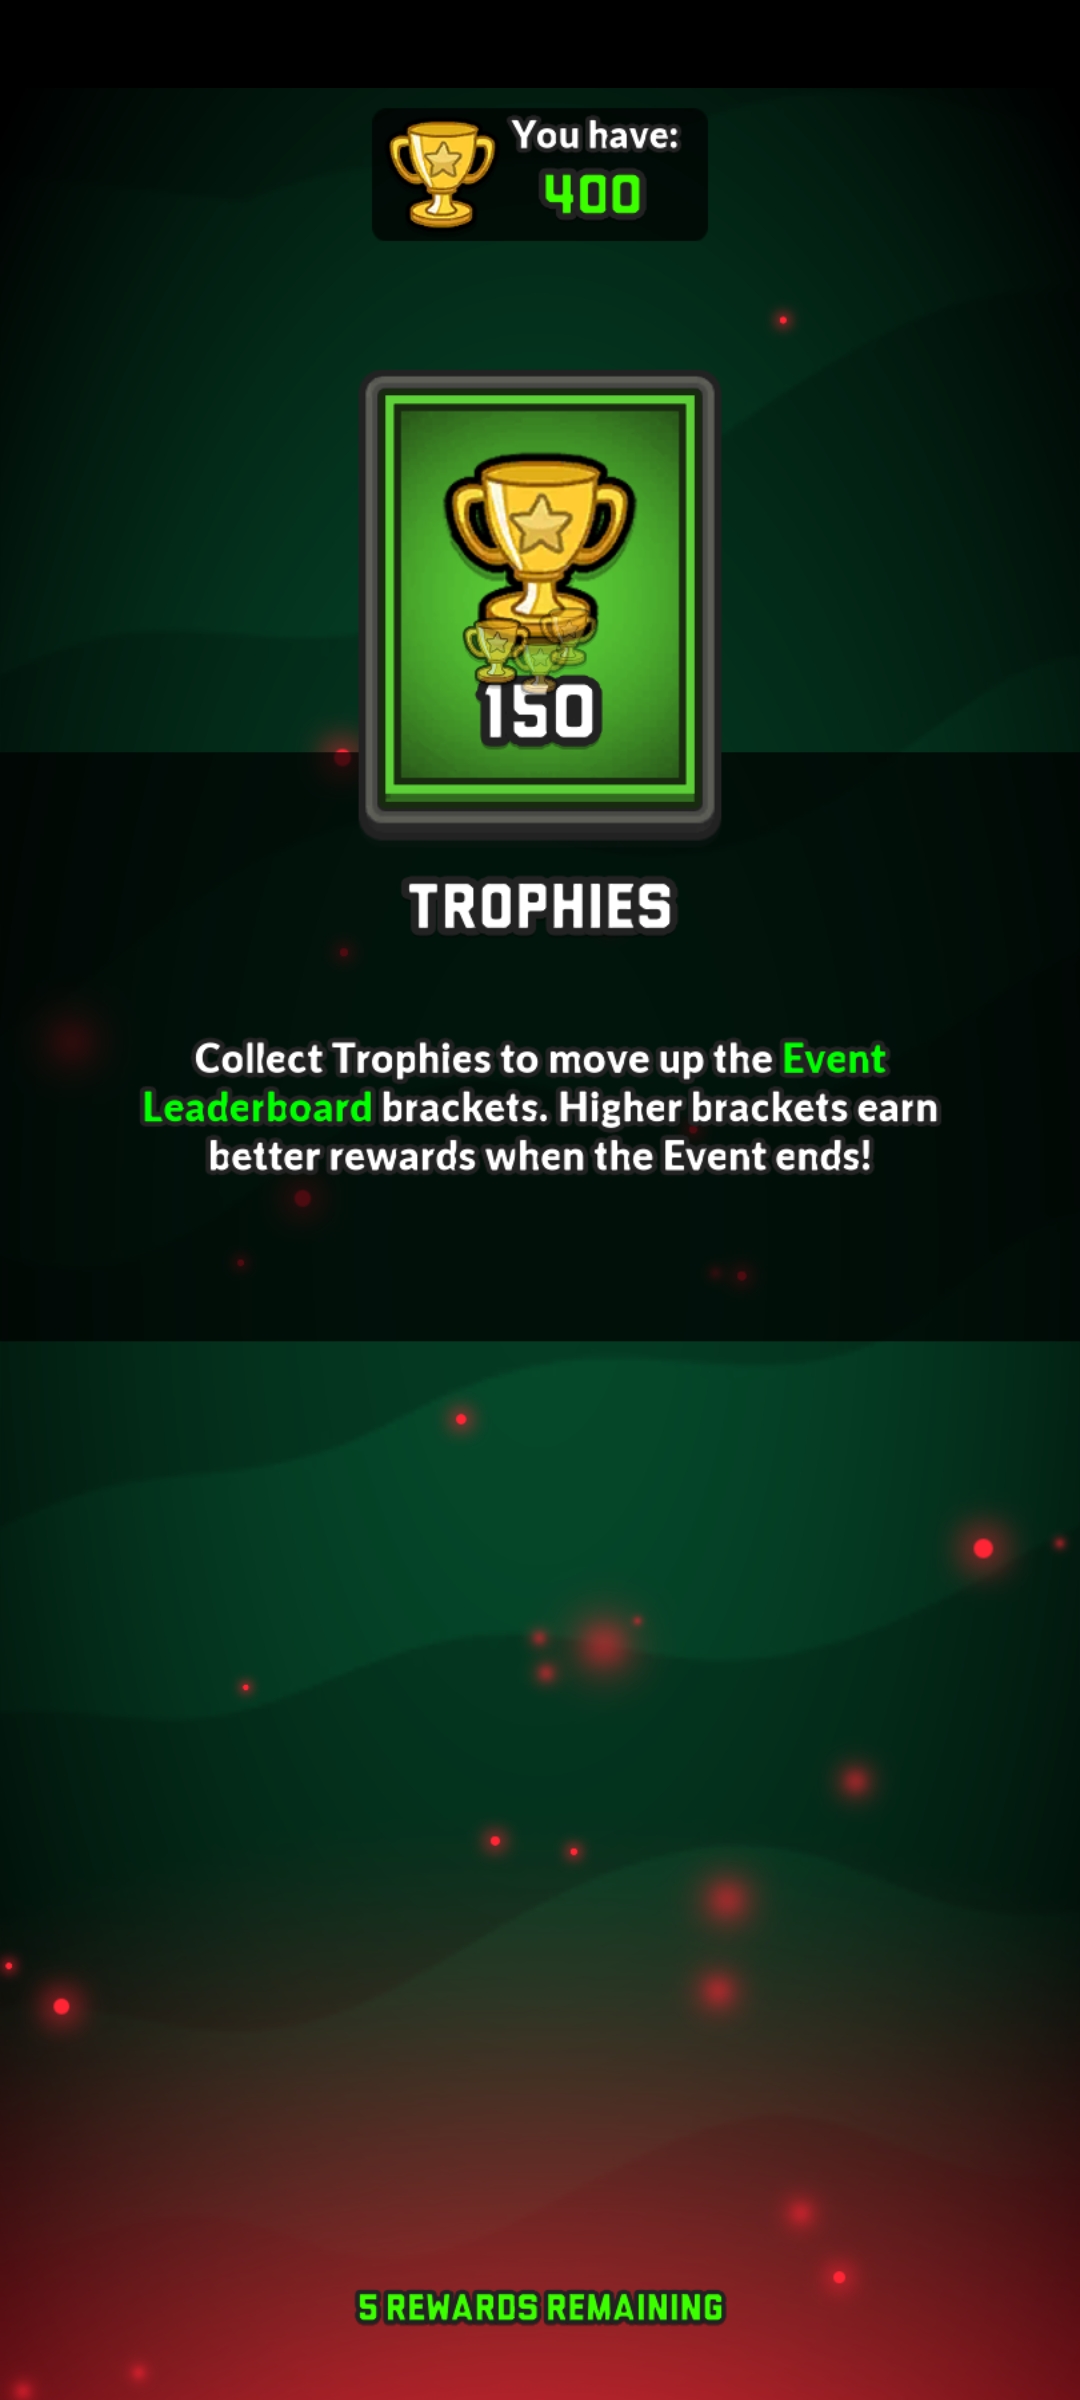 You have:
400
150
TROPHIES
Collect Trophies to move up the Event
Leaderboard brackets. Higher brackets earn
better rewards when the Event ends!
5 REWARDS REMAINING